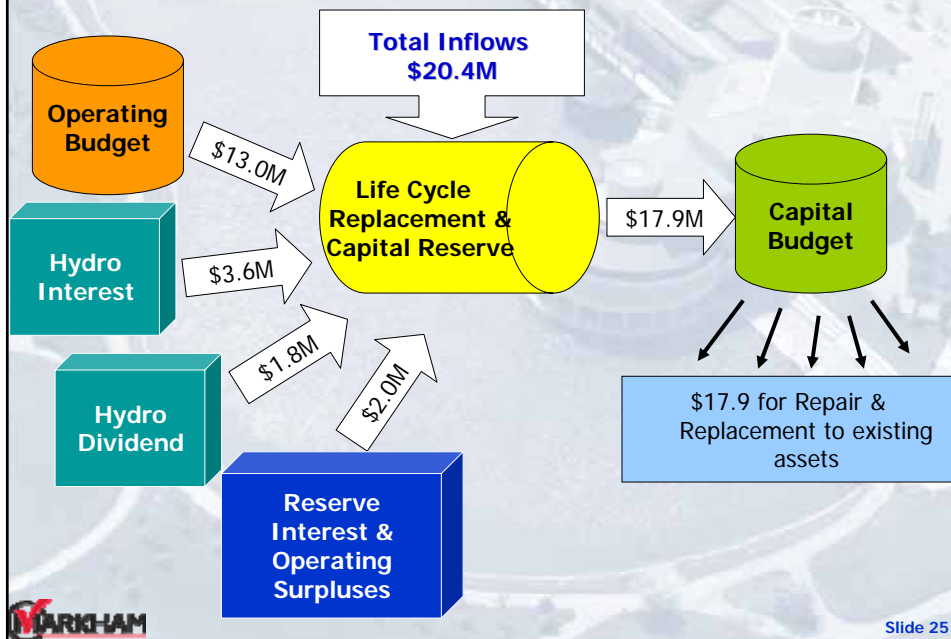 Total Inflows
$20.4M
Operating
Budget
$13.0M
Life Cycle
Replacement &
Capital Reserve
$17.9M
Capital
Budget
Hydro
Interest
$3.6M
$1.8M
$2.0M
Hydro
Dividend
$17.9 for Repair &
Replacement to existing
assets
Reserve
Interest &
Operating
Surpluses
MARKHAM
Slide 25